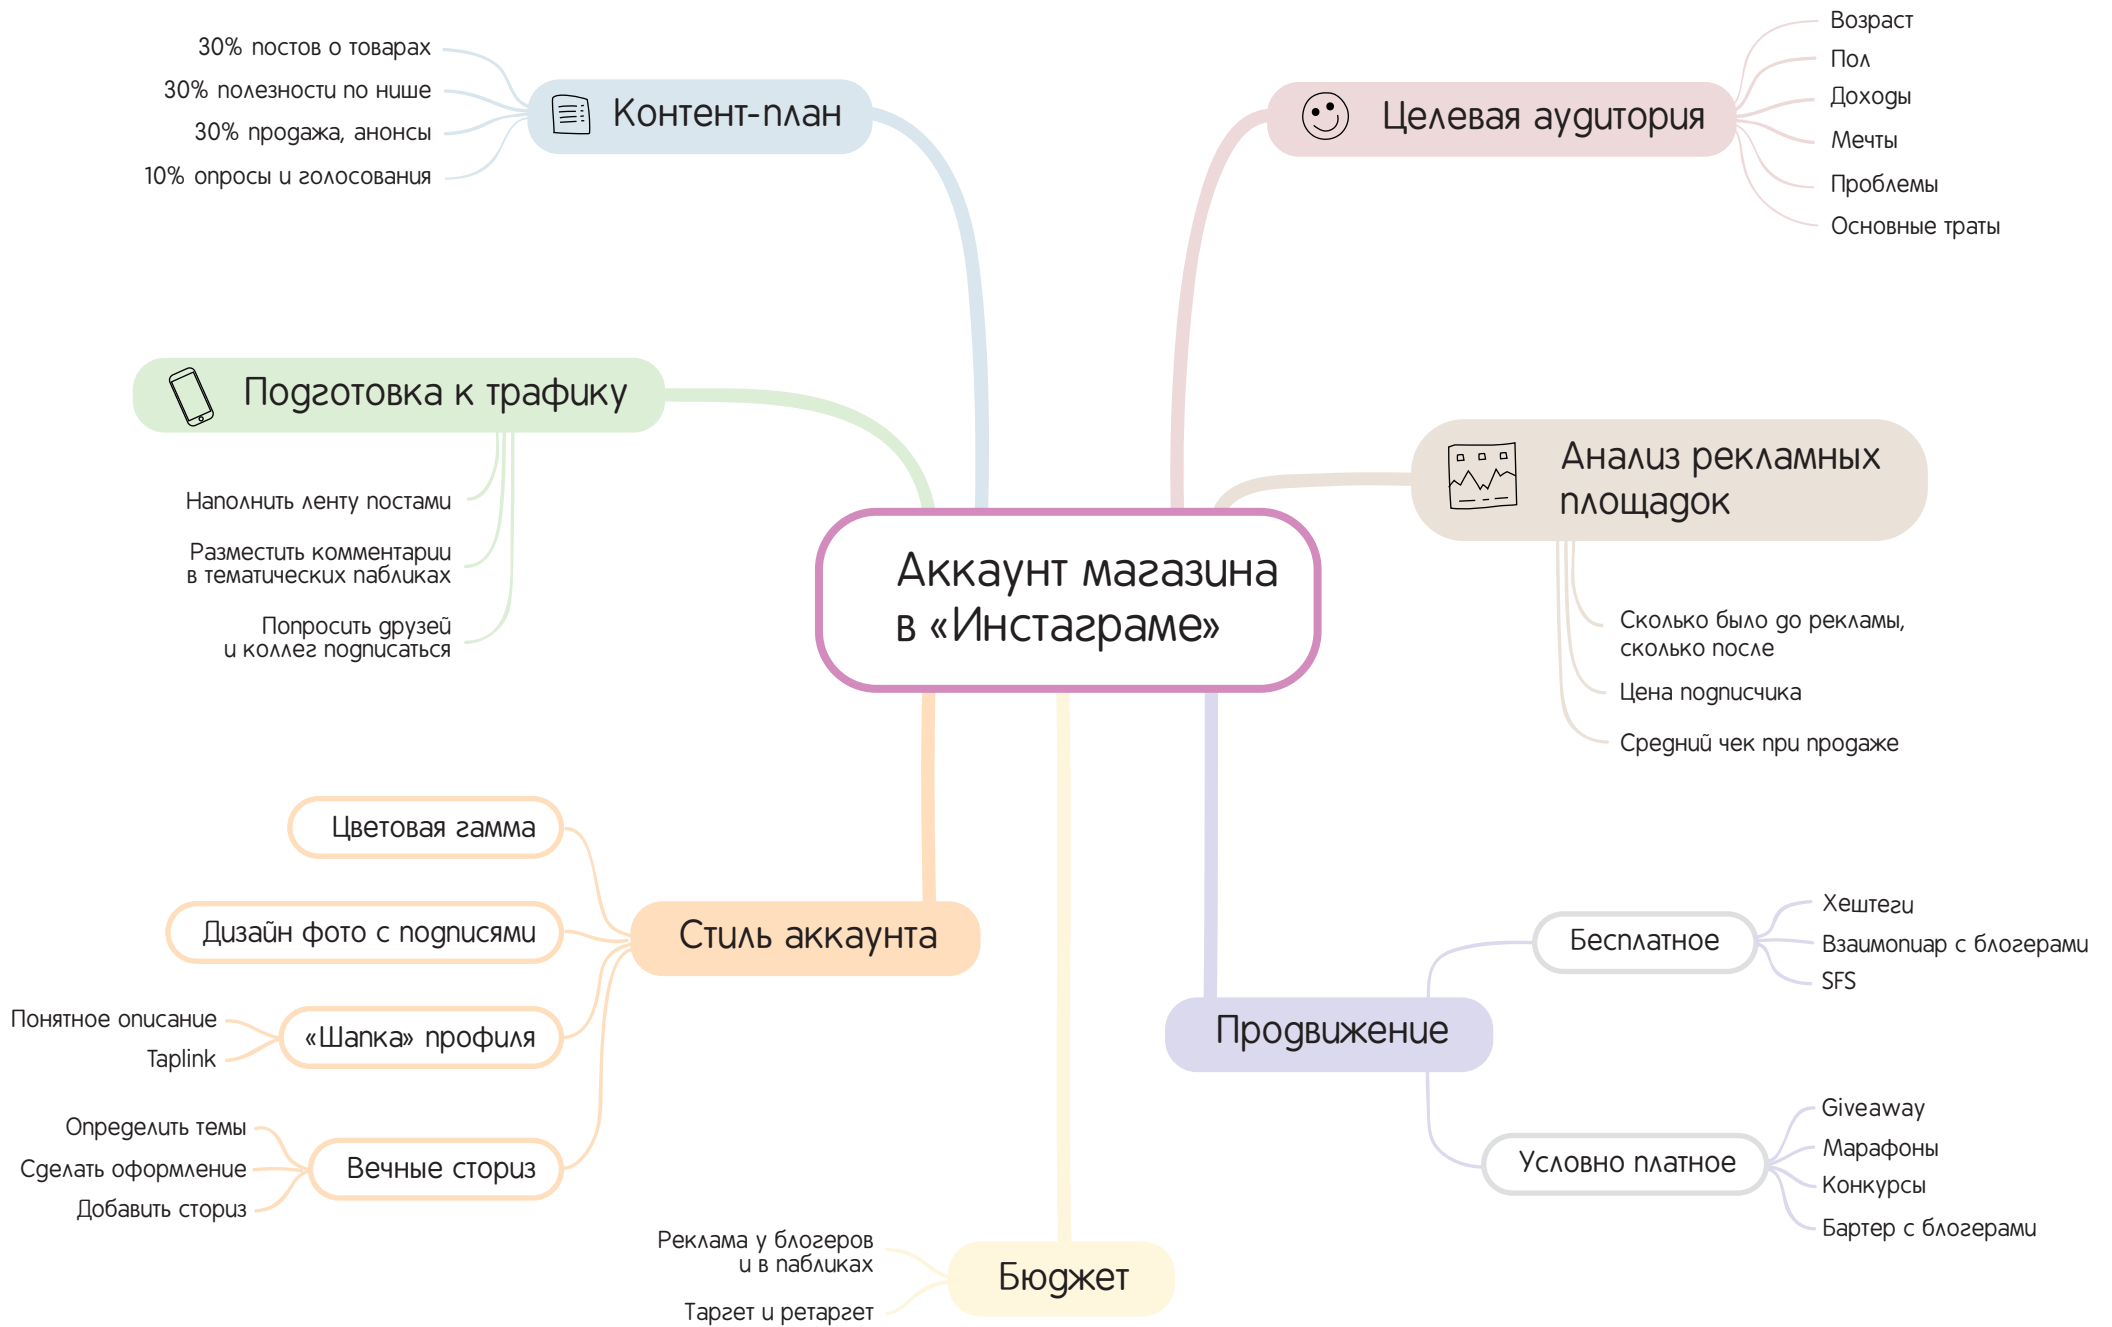 30% постов о товарах
30% полезности по нише
30% продажа, анонсы
10% опросы и голосования
Контент-план
Целевая аудитория
Возраст
Пол
Доходы
Мечты
Проблемы
Основные траты
Подготовка к трафику
Наполнить ленту постами
Разместить комментарии
в тематических пабликах
Попросить друзей
и коллег подписаться
Анализ рекламных
площадок
Сколько было до рекламы,
сколько после
Цена подписчика
Средний чек при продаже
Аккаунт магазина
в «Инстаграме»
Цветовая гамма
Дизайн фото с подписями
«Шапка» профиля
Понятное описание
Taplink
Вечные сториз
Определить темы
Сделать оформление
Добавить сториз
Стиль аккаунта
Бюджет
Реклама у блогеров
и в пабликах
Таргет и ретаргет
Продвижение
Бесплатное
Хештеги
Взаимопиар с блогерами
SFS
Условно платное
Giveaway
Марафоны
Конкурсы
Бартер с блогерами